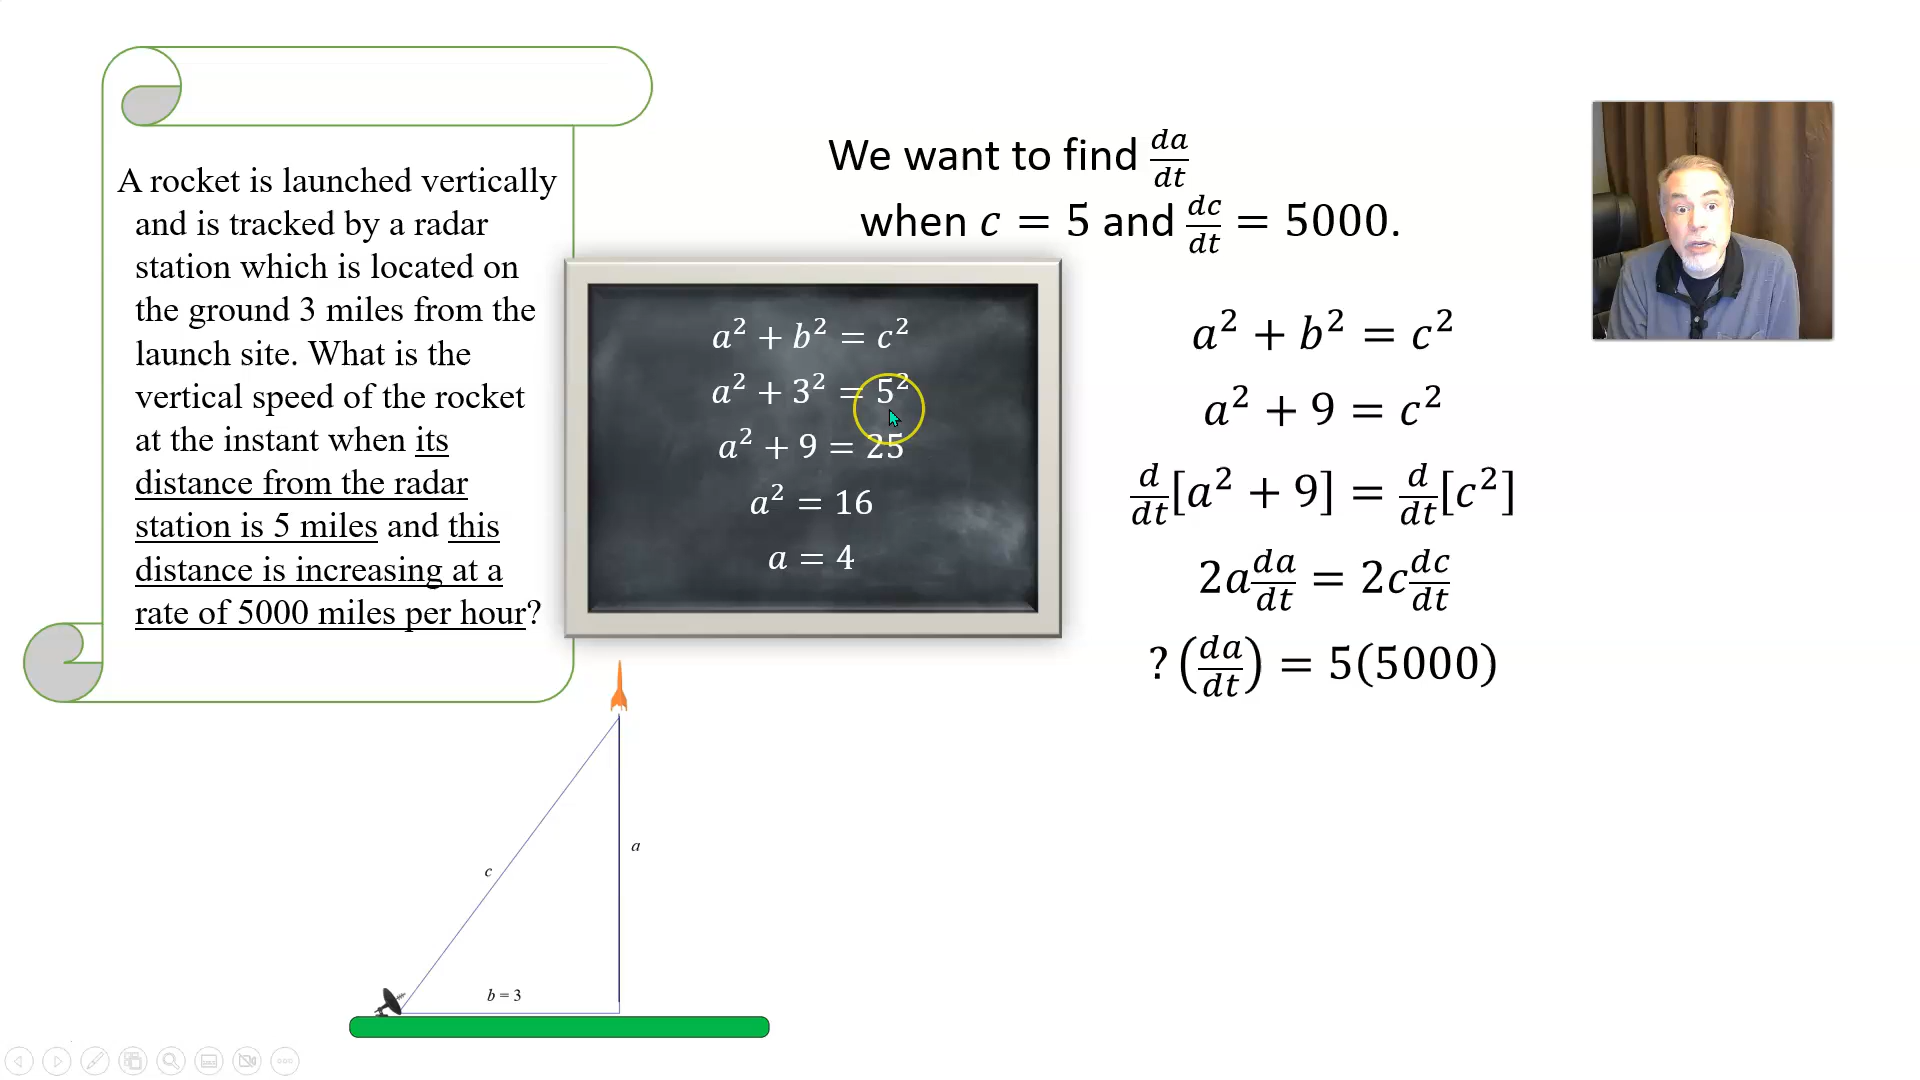 A rocket is launched vertically
and is tracked by a radar
station which is located on
the ground 3 miles from the
launch site. What is the
vertical speed of the rocket
at the instant when its
distance from the radar
station is 5 miles and this
distance is increasing at a
rate of 5000 miles per hour?
We want to find da/dt
when c = 5 and dc/dt = 5000.
a² + b² = c²
a² + 3² = 5²
a² + 9 = 25
a² = 16
a = 4
a² + b² = c²
a² + 9 = c²
d/dt[a² + 9] = d/dt[c²]
2a da/dt = 2c dc/dt
? (da/dt) = 5(5000)
c
a
b = 3